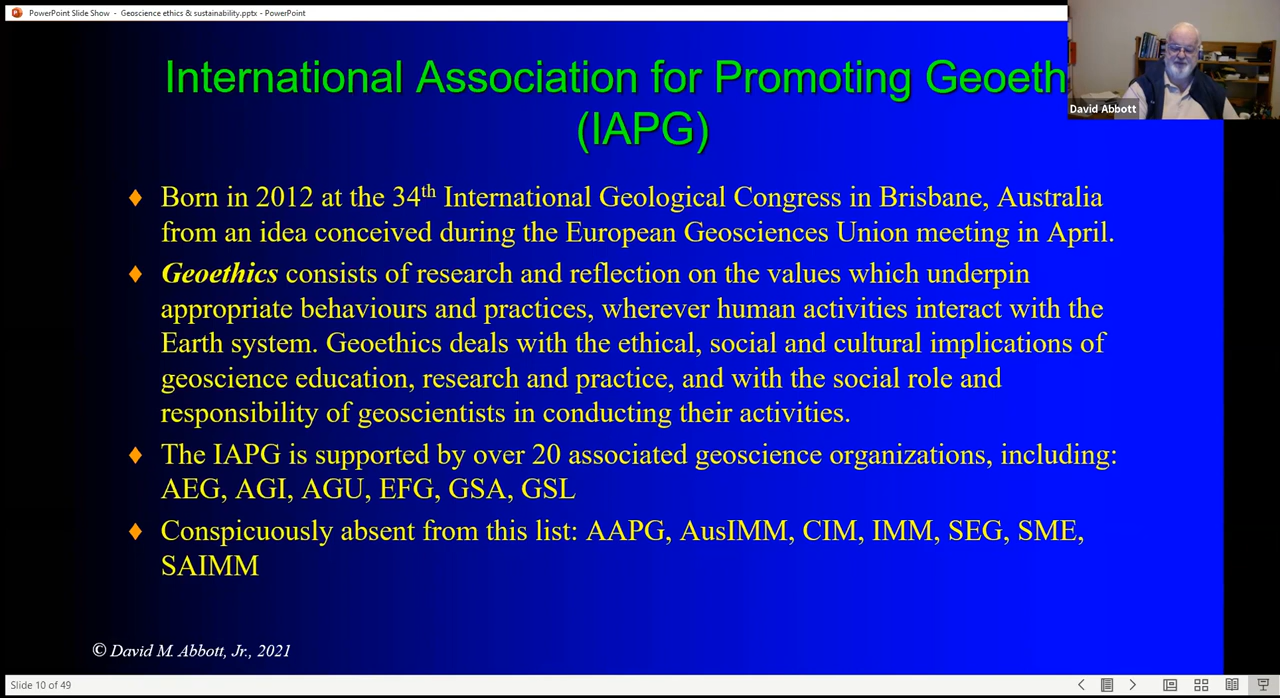 PowerPoint Slide Show - Geoscience ethics & sustainability.pptx - PowerPoint
International Association for Promoting Geoeth
(IAPG)
David Abbott
♦ Born in 2012 at the 34th International Geological Congress in Brisbane, Australia
from an idea conceived during the European Geosciences Union meeting in April.
♦ Geoethics consists of research and reflection on the values which underpin
appropriate behaviours and practices, wherever human activities interact with the
Earth system. Geoethics deals with the ethical, social and cultural implications of
geoscience education, research and practice, and with the social role and
responsibility of geoscientists in conducting their activities.
♦ The IAPG is supported by over 20 associated geoscience organizations, including:
AEG, AGI, AGU, EFG, GSA, GSL
♦ Conspicuously absent from this list: AAPG, AusIMM, CIM, IMM, SEG, SME,
SAIMM
© David M. Abbott, Jr., 2021
Slide 10 of 49